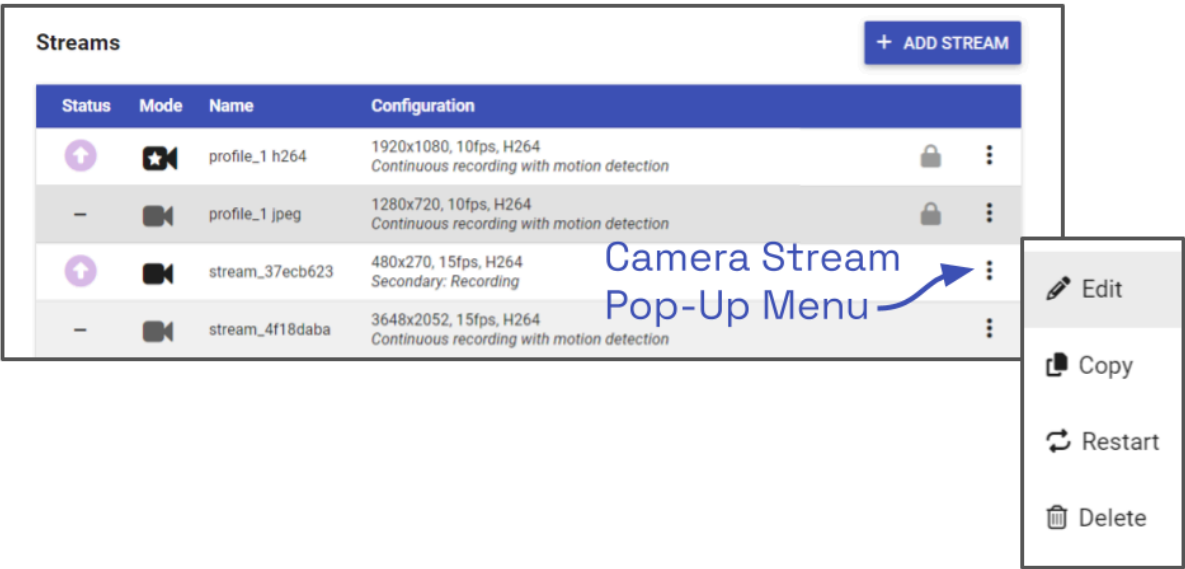 Streams
+ ADD STREAM
Status Mode Name Configuration
profile_1 h264
1920x1080, 10fps, H264
Continuous recording with motion detection
profile_1 jpeg
1280x720, 10fps, H264
Continuous recording with motion detection
stream_37ecb623
480x270, 15fps, H264
Secondary: Recording
stream_4f18daba
3648x2052, 15fps, H264
Continuous recording with motion detection
Camera Stream
Pop-Up Menu
Edit
Copy
Restart
Delete